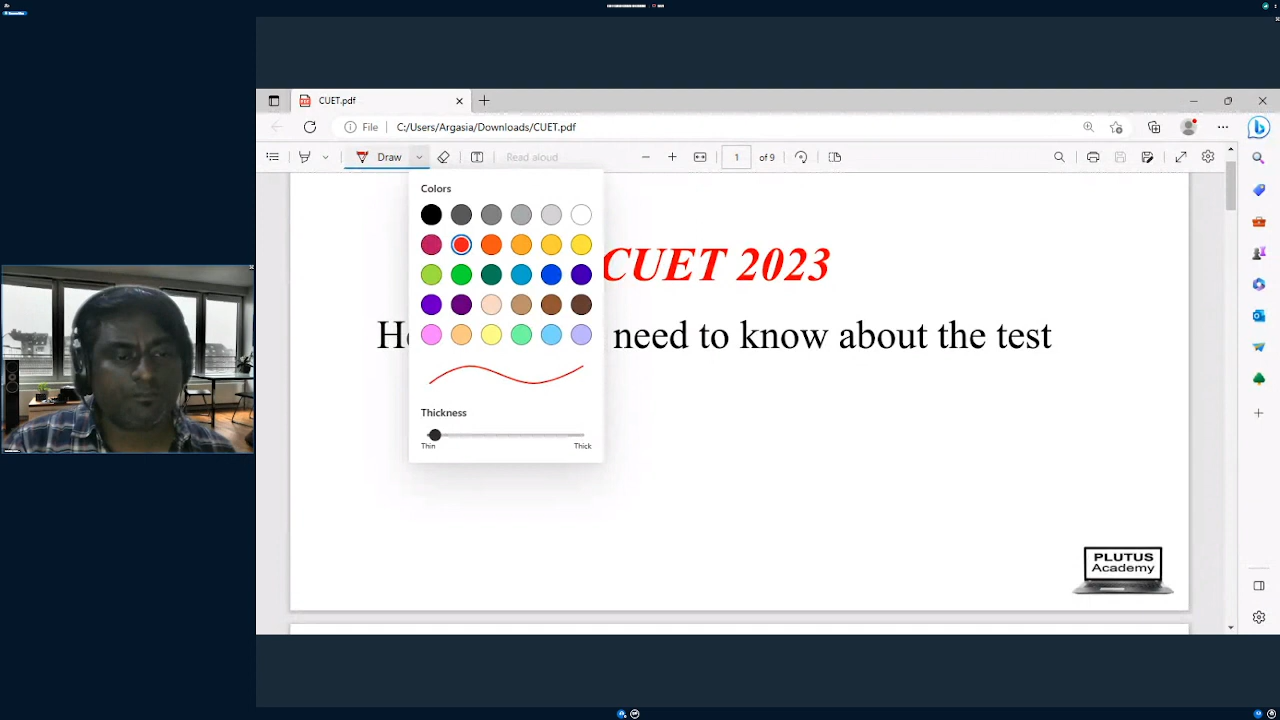 CUET.pdf
File
C:/Users/Argasia/Downloads/CUET.pdf
Draw
Read aloud
1 of 9
Colors
CUET 2023
need to know about the test
Thickness
Thin
Thick
PLUTUS
Academy